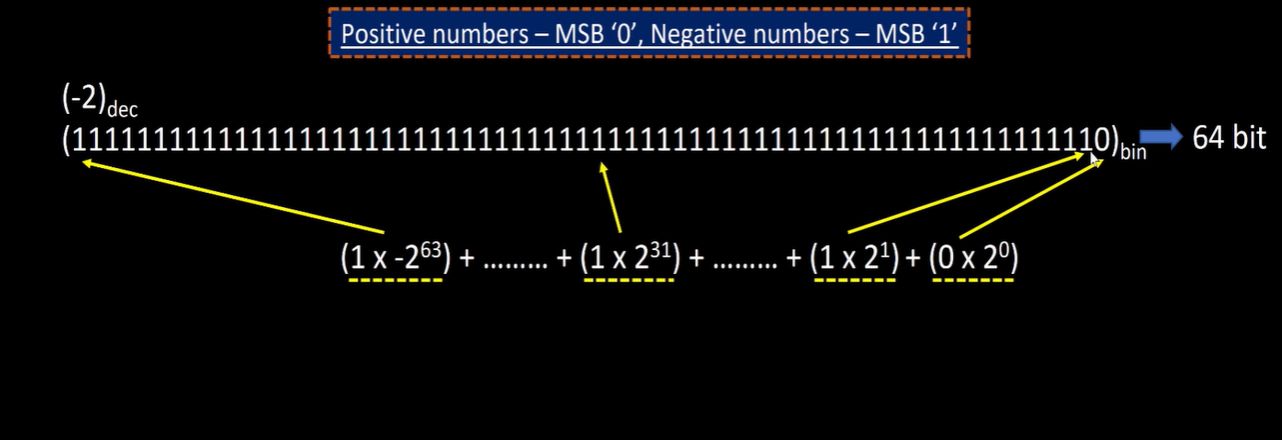 Positive numbers – MSB ‘0’, Negative numbers – MSB ‘1’
(-2)dec
(1111111111111111111111111111111111111111111111111111111111111110)bin 64 bit
(1 x -2⁶³) + ……… + (1 x 2³¹) + ……… + (1 x 2¹) + (0 x 2⁰)